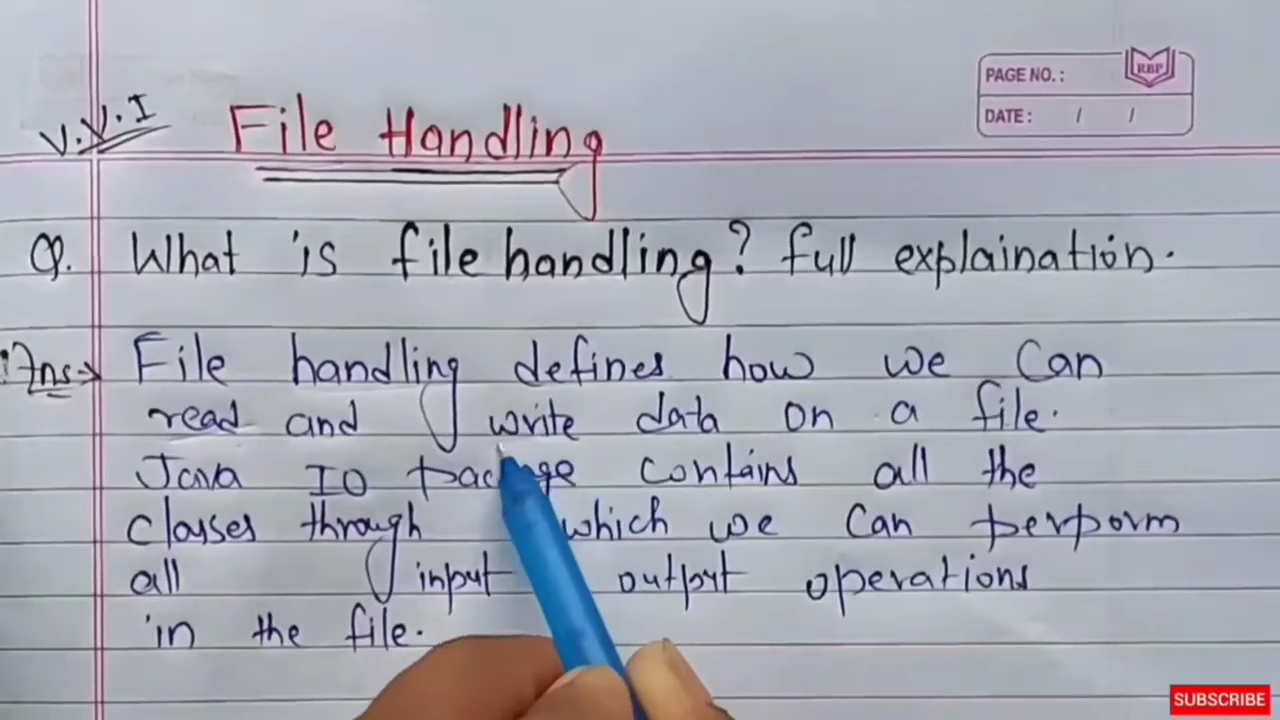 PAGE NO. :
RBP
DATE : / /
V.V.I
File Handling
Q. What is file handling? full explaination.
Ans→ File handling defines how we can
read and write data on a file.
Java IO package contains all the
classes through which we can perporm
all input output operations
in the file.
SUBSCRIBE